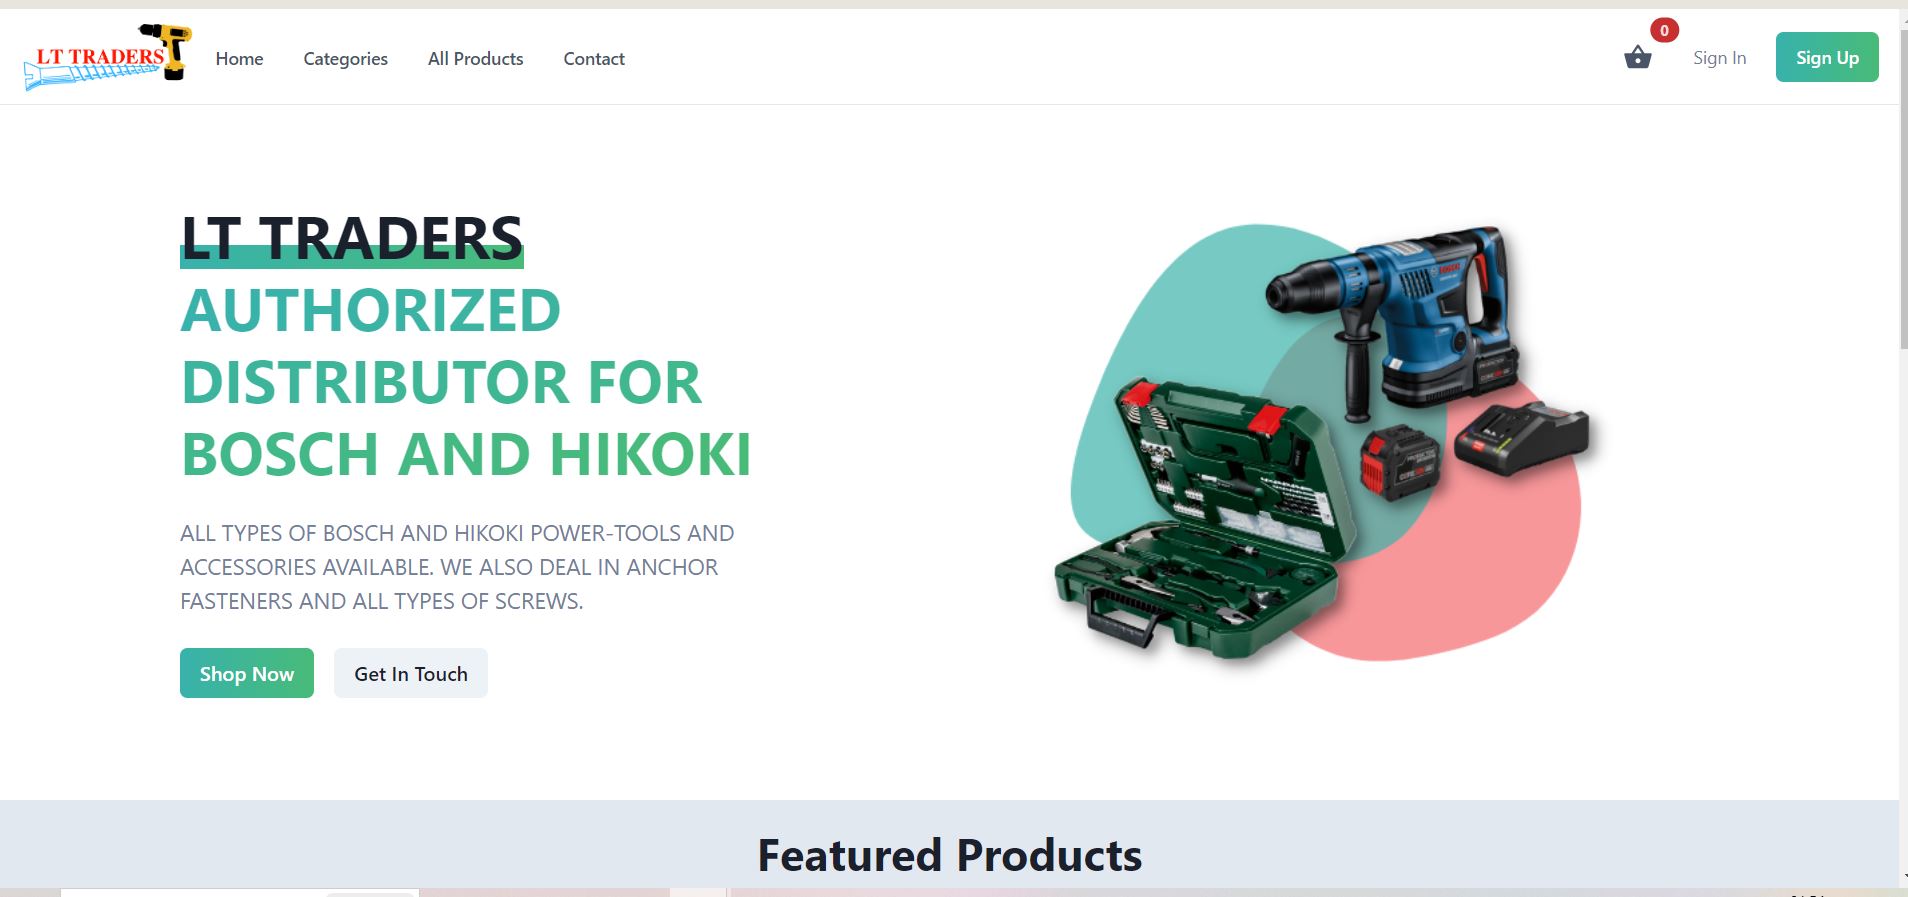 LT TRADERS
Home
Categories
All Products
Contact
0
Sign In
Sign Up
LT TRADERS
AUTHORIZED
DISTRIBUTOR FOR
BOSCH AND HIKOKI
ALL TYPES OF BOSCH AND HIKOKI POWER-TOOLS AND
ACCESSORIES AVAILABLE. WE ALSO DEAL IN ANCHOR
FASTENERS AND ALL TYPES OF SCREWS.
Shop Now
Get In Touch
BOSCH
Featured Products